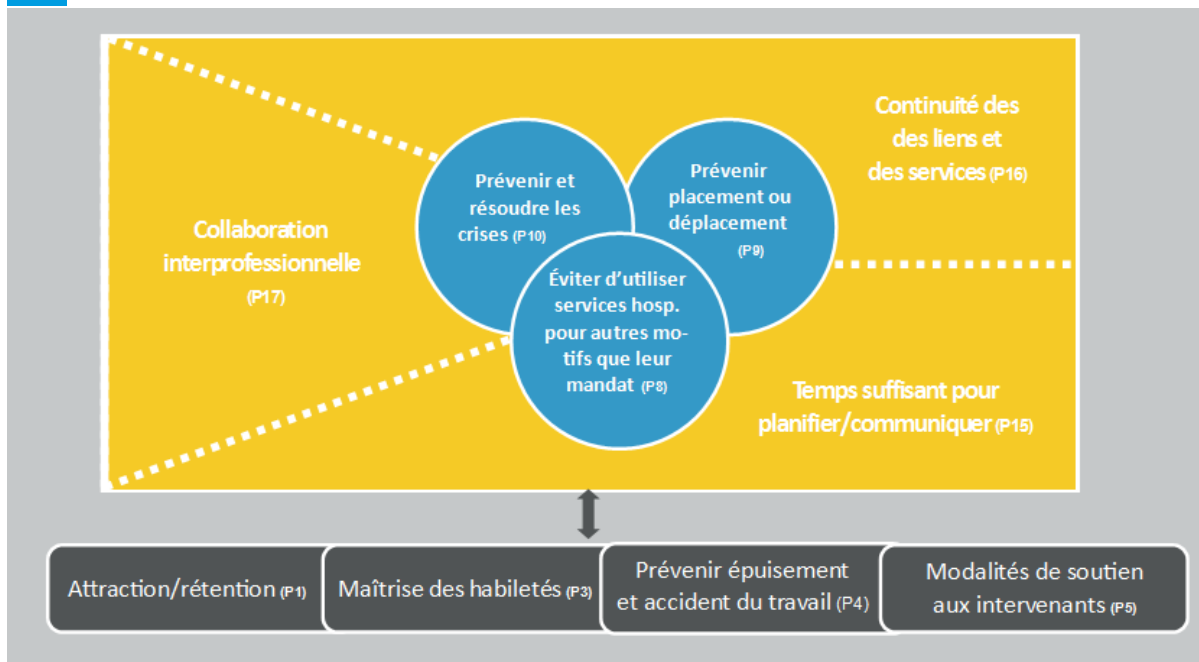 Continuité des
des liens et
des services (P16)
Prévenir et
résoudre les
crises (P10)
Prévenir
placement ou
déplacement
(P9)
Collaboration
interprofessionnelle
(P17)
Éviter d'utiliser
services hosp.
pour autres mo-
tifs que leur
mandat (P8)
Temps suffisant pour
planifier/communiquer (P15)
Attraction/rétention (P1)
Maîtrise des habiletés (P3)
Prévenir épuisement
et accident du travail (P4)
Modalités de soutien
aux intervenants (P5)